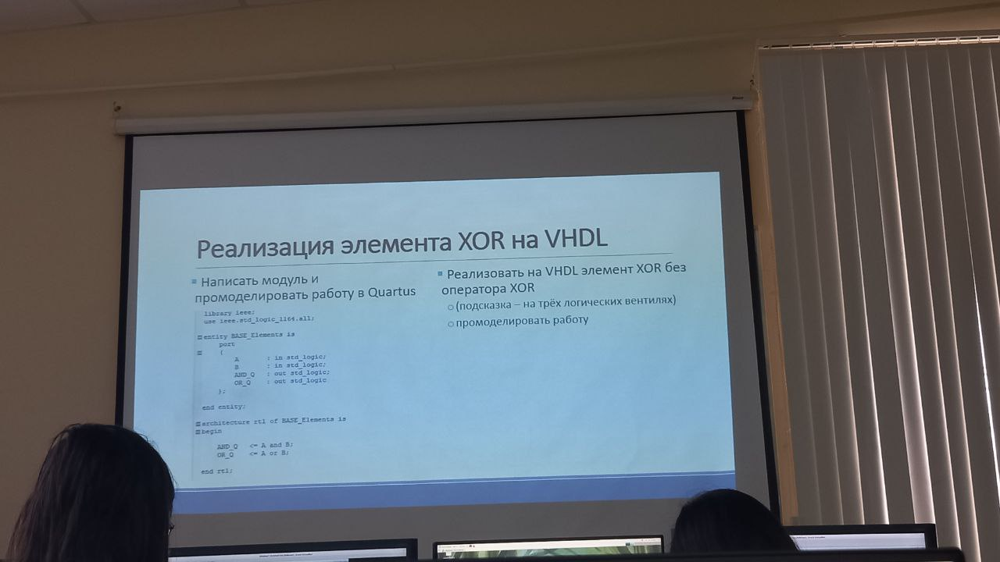 Реализация элемента XOR на VHDL
Написать модуль и
промоделировать работу в Quartus
library ieee;
use ieee.std_logic_1164.all;
entity BASE_Elements is
port
(
A : in std_logic;
B : in std_logic;
AND_Q : out std_logic;
OR_Q : out std_logic
);
end entity;
architecture rtl of BASE_Elements is
begin
AND_Q <= A and B;
OR_Q <= A or B;
end rtl;
Реализовать на VHDL элемент XOR без
оператора XOR
(подсказка – на трёх логических вентилях)
промоделировать работу